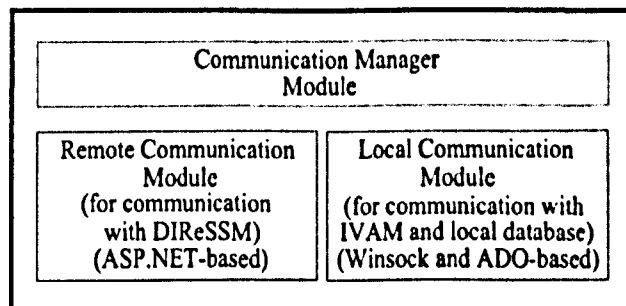 Communication Manager
Module
Remote Communication
Module
(for communication
with DIReSSM)
(ASP.NET-based)
Local Communication
Module
(for communication with
IVAM and local database)
(Winsock and ADO-based)